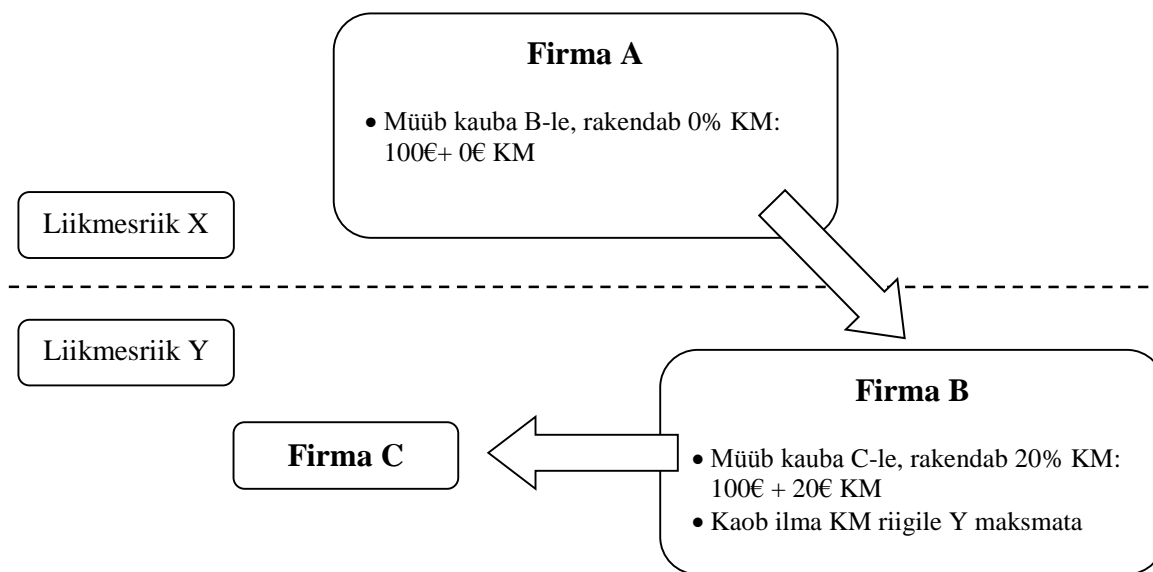 Firma A
• Müüb kauba B-le, rakendab 0% KM:
100€+ 0€ KM
Liikmesriik X
Liikmesriik Y
Firma B
Firma C
• Müüb kauba C-le, rakendab 20% KM:
100€ + 20€ KM
• Kaob ilma KM riigile Y maksmata